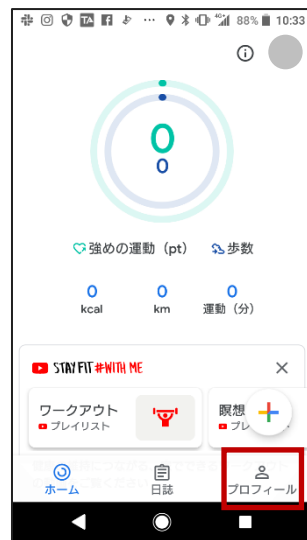 88% 10:33
0
0
強めの運動（pt） 歩数
0 0 0
kcal km 運動（分）
STAY FIT #WITH ME
ワークアウト
プレイリスト
瞑想
ホーム 日誌 プロフィール